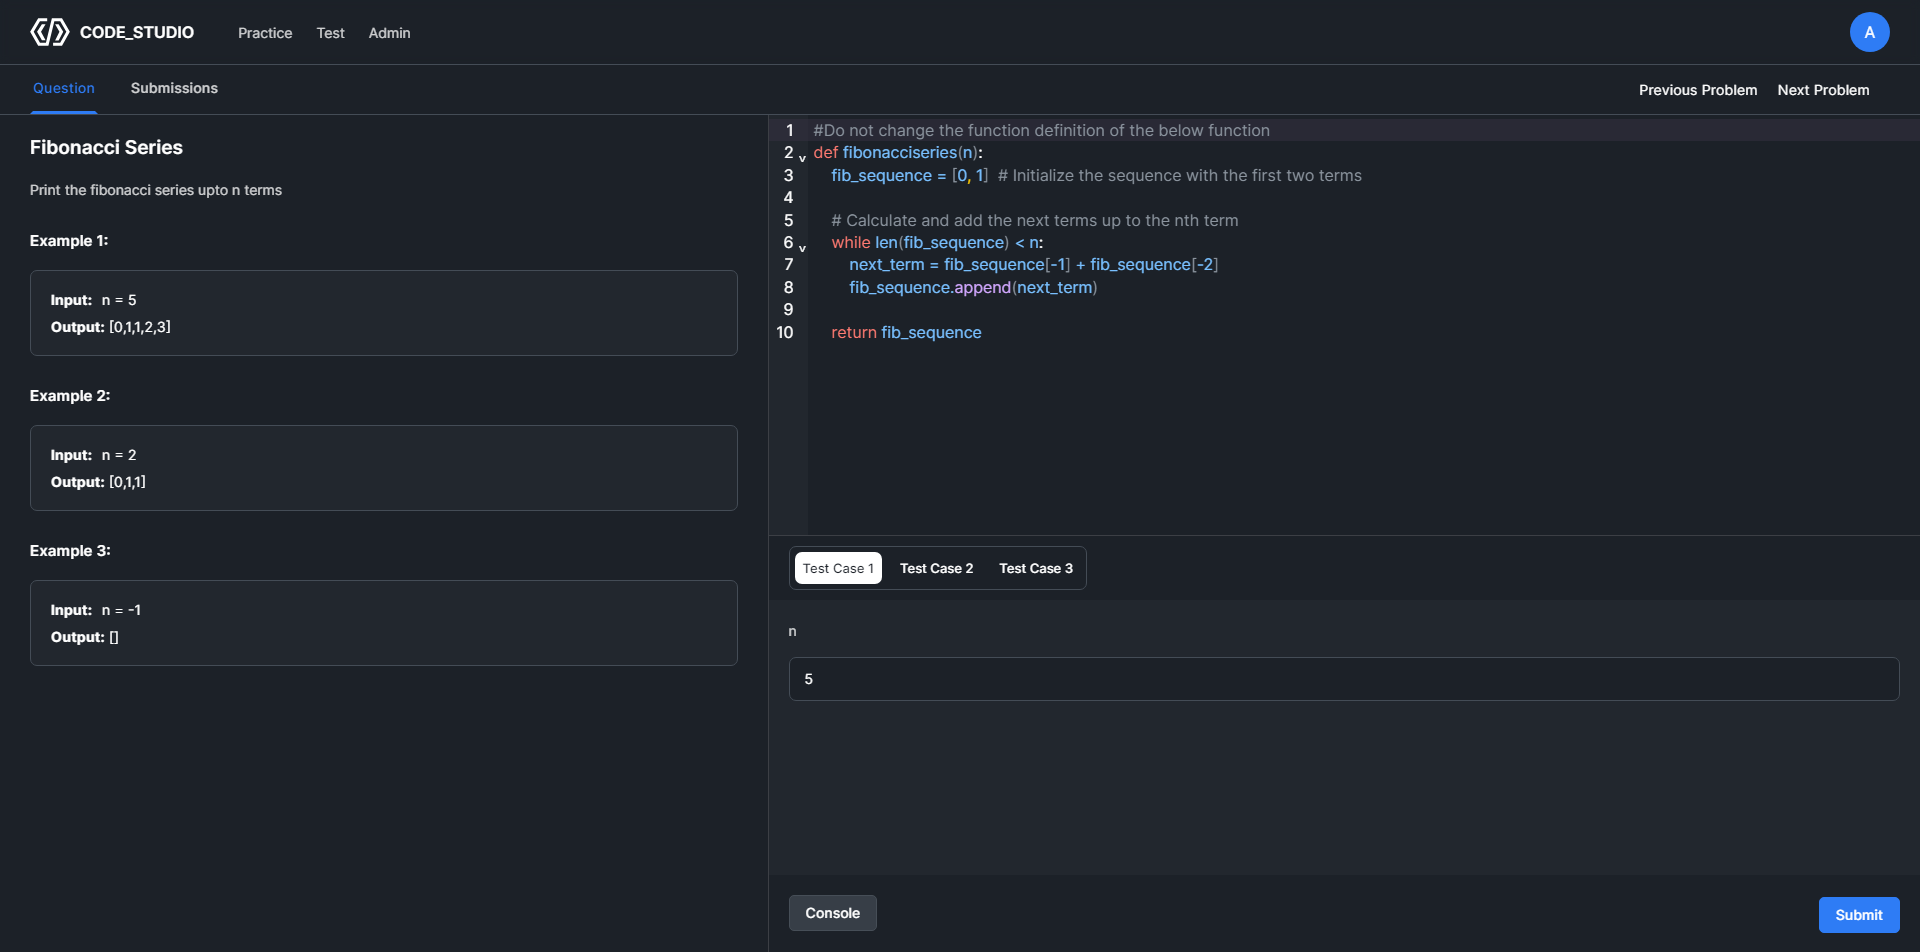 CODE_STUDIO
Practice
Test
Admin
A
Question
Submissions
Previous Problem
Next Problem
Fibonacci Series
Print the fibonacci series upto n terms
Example 1:
Input: n = 5
Output: [0,1,1,2,3]
Example 2:
Input: n = 2
Output: [0,1,1]
Example 3:
Input: n = -1
Output: []
1 #Do not change the function definition of the below function
2 def fibonacciseries(n):
3 fib_sequence = [0, 1]  # Initialize the sequence with the first two terms
4
5 # Calculate and add the next terms up to the nth term
6 while len(fib_sequence) < n:
7 next_term = fib_sequence[-1] + fib_sequence[-2]
8 fib_sequence.append(next_term)
9
10 return fib_sequence
Test Case 1
Test Case 2
Test Case 3
n
5
Console
Submit